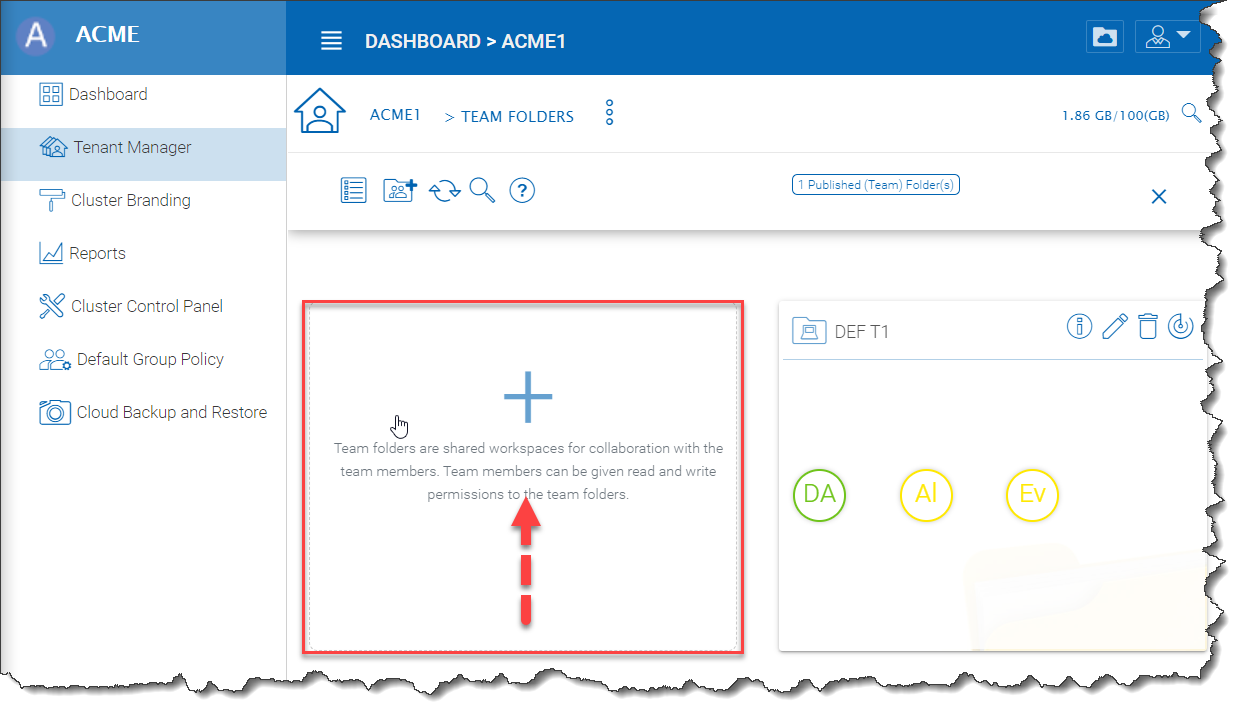 A ACME
DASHBOARD > ACME1
Dashboard
Tenant Manager
Cluster Branding
Reports
Cluster Control Panel
Default Group Policy
Cloud Backup and Restore
ACME1 > TEAM FOLDERS
1.86 GB/100(GB)
?
1 Published (Team) Folder(s)
Team folders are shared workspaces for collaboration with the
team members. Team members can be given read and write
permissions to the team folders.
DEF T1
DA Al Ev